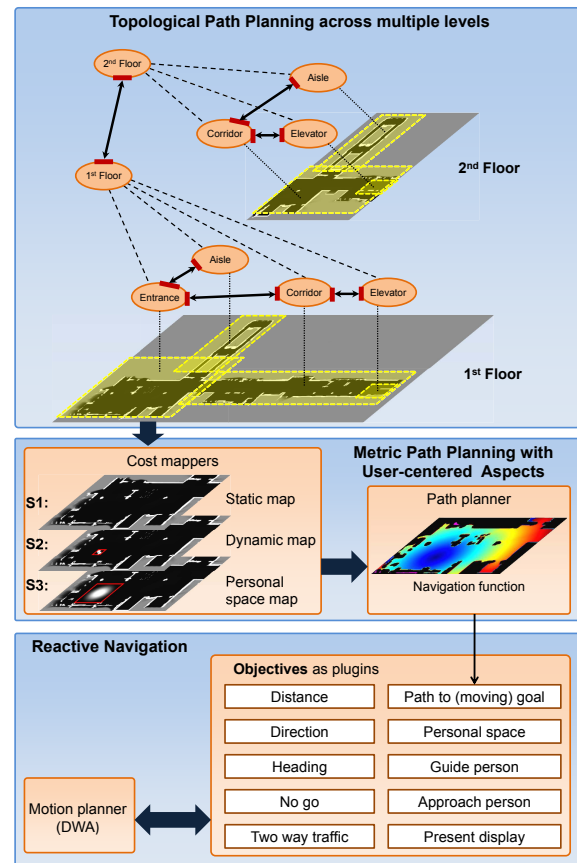 Topological Path Planning across multiple levels
2nd Floor
Aisle
Corridor
Elevator
2nd Floor
1st Floor
Aisle
Entrance
Corridor
Elevator
1st Floor
Cost mappers
Metric Path Planning with
User-centered Aspects
S1:
Static map
S2:
Dynamic map
S3:
Personal
space map
Path planner
Navigation function
Reactive Navigation
Objectives as plugins
Distance
Path to (moving) goal
Direction
Personal space
Heading
Guide person
No go
Approach person
Two way traffic
Present display
Motion planner
(DWA)